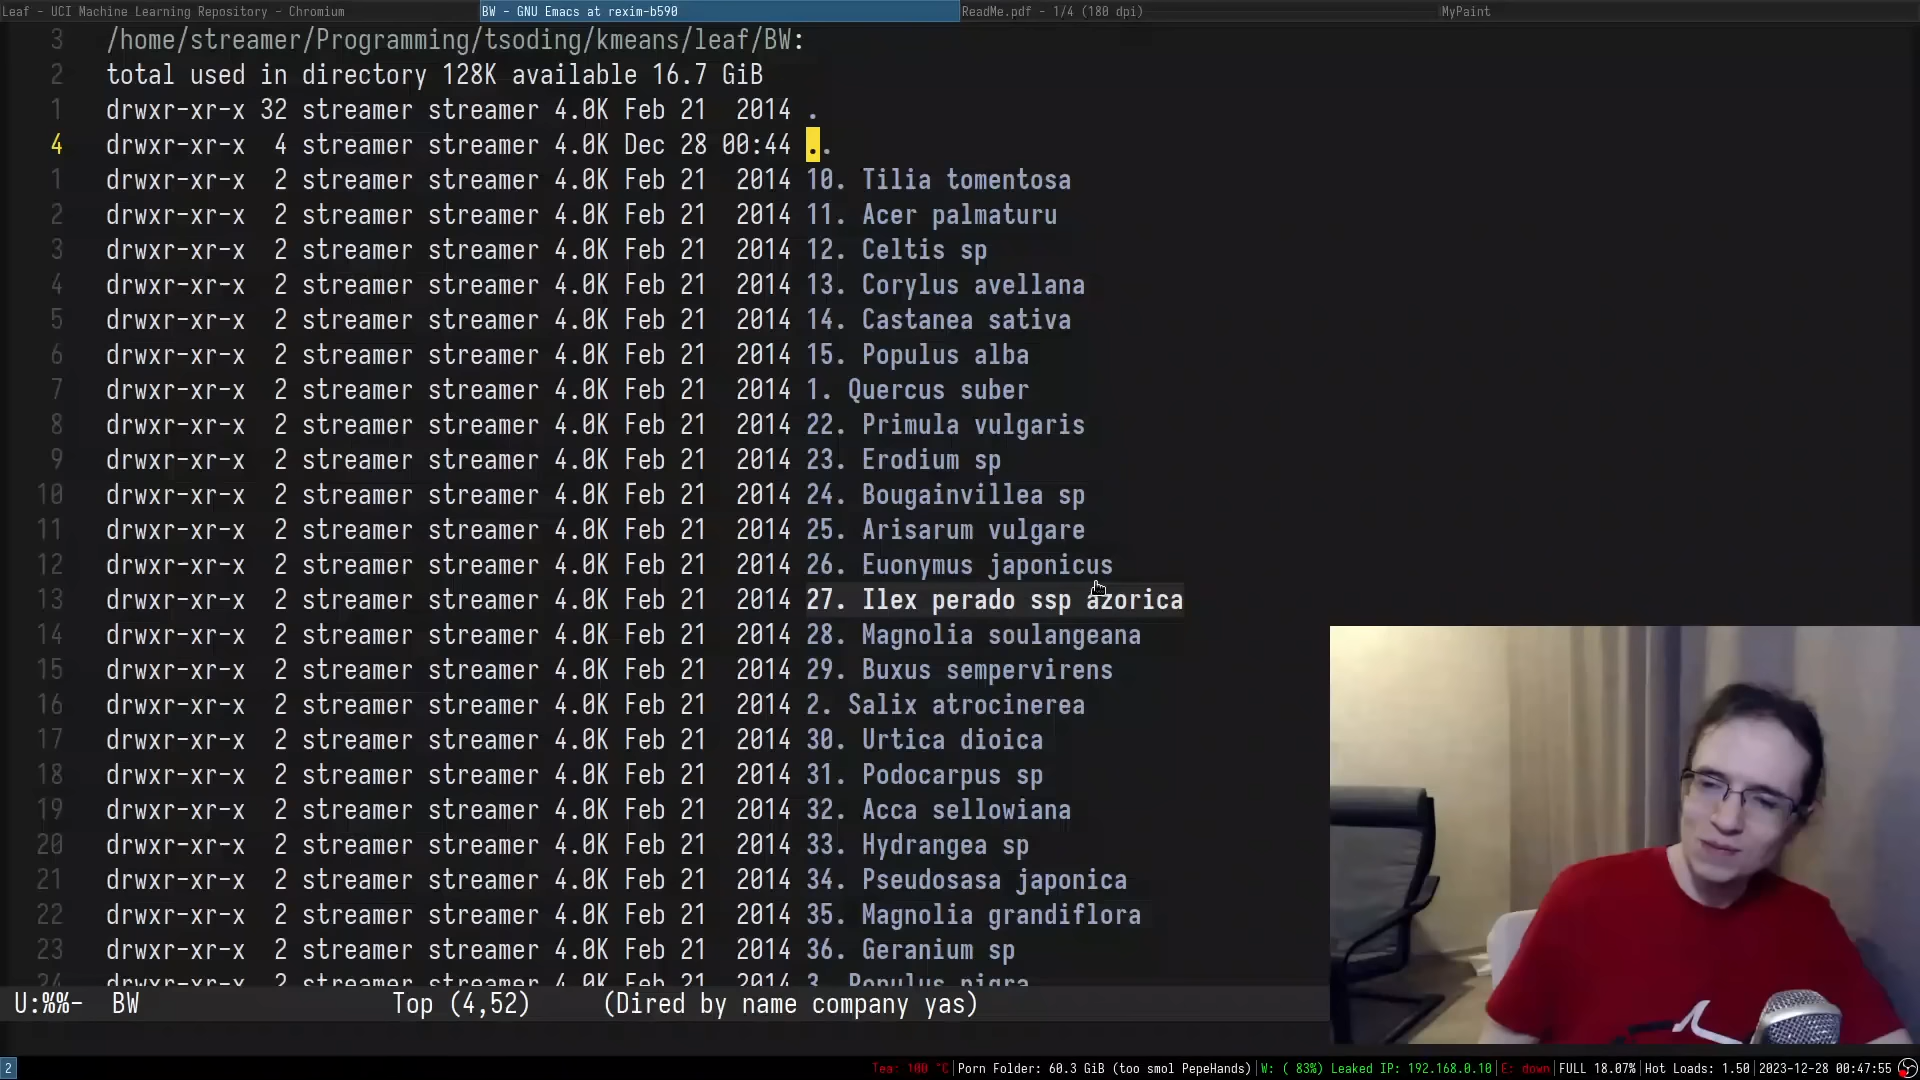 Leaf - UCI Machine Learning Repository - Chromium
BW - GNU Emacs at rexim-b590
ReadMe.pdf - 1/4 (180 dpi)
MyPaint
3 /home/streamer/Programming/tsoding/kmeans/leaf/BW:
2 total used in directory 128K available 16.7 GiB
1 drwxr-xr-x 32 streamer streamer 4.0K Feb 21  2014 .
4 drwxr-xr-x  4 streamer streamer 4.0K Dec 28 00:44 ..
1 drwxr-xr-x  2 streamer streamer 4.0K Feb 21  2014 10. Tilia tomentosa
2 drwxr-xr-x  2 streamer streamer 4.0K Feb 21  2014 11. Acer palmaturu
3 drwxr-xr-x  2 streamer streamer 4.0K Feb 21  2014 12. Celtis sp
4 drwxr-xr-x  2 streamer streamer 4.0K Feb 21  2014 13. Corylus avellana
5 drwxr-xr-x  2 streamer streamer 4.0K Feb 21  2014 14. Castanea sativa
6 drwxr-xr-x  2 streamer streamer 4.0K Feb 21  2014 15. Populus alba
7 drwxr-xr-x  2 streamer streamer 4.0K Feb 21  2014 1. Quercus suber
8 drwxr-xr-x  2 streamer streamer 4.0K Feb 21  2014 22. Primula vulgaris
9 drwxr-xr-x  2 streamer streamer 4.0K Feb 21  2014 23. Erodium sp
10 drwxr-xr-x  2 streamer streamer 4.0K Feb 21  2014 24. Bougainvillea sp
11 drwxr-xr-x  2 streamer streamer 4.0K Feb 21  2014 25. Arisarum vulgare
12 drwxr-xr-x  2 streamer streamer 4.0K Feb 21  2014 26. Euonymus japonicus
13 drwxr-xr-x  2 streamer streamer 4.0K Feb 21  2014 27. Ilex perado ssp azorica
14 drwxr-xr-x  2 streamer streamer 4.0K Feb 21  2014 28. Magnolia soulangeana
15 drwxr-xr-x  2 streamer streamer 4.0K Feb 21  2014 29. Buxus sempervirens
16 drwxr-xr-x  2 streamer streamer 4.0K Feb 21  2014 2. Salix atrocinerea
17 drwxr-xr-x  2 streamer streamer 4.0K Feb 21  2014 30. Urtica dioica
18 drwxr-xr-x  2 streamer streamer 4.0K Feb 21  2014 31. Podocarpus sp
19 drwxr-xr-x  2 streamer streamer 4.0K Feb 21  2014 32. Acca sellowiana
20 drwxr-xr-x  2 streamer streamer 4.0K Feb 21  2014 33. Hydrangea sp
21 drwxr-xr-x  2 streamer streamer 4.0K Feb 21  2014 34. Pseudosasa japonica
22 drwxr-xr-x  2 streamer streamer 4.0K Feb 21  2014 35. Magnolia grandiflora
23 drwxr-xr-x  2 streamer streamer 4.0K Feb 21  2014 36. Geranium sp
24 drwxr-xr-x  2 streamer streamer 4.0K Feb 21  2014 3. Populus nigra
U:%%-  BW  Top (4,52)  (Dired by name company yas)
2
Tea: 100 °C|Porn Folder: 60.3 GiB (too smol PepeHands)|W: ( 83%) Leaked IP: 192.168.0.10|E: down|FULL 18.07%|Hot Loads: 1.50|2023-12-28 00:47:55